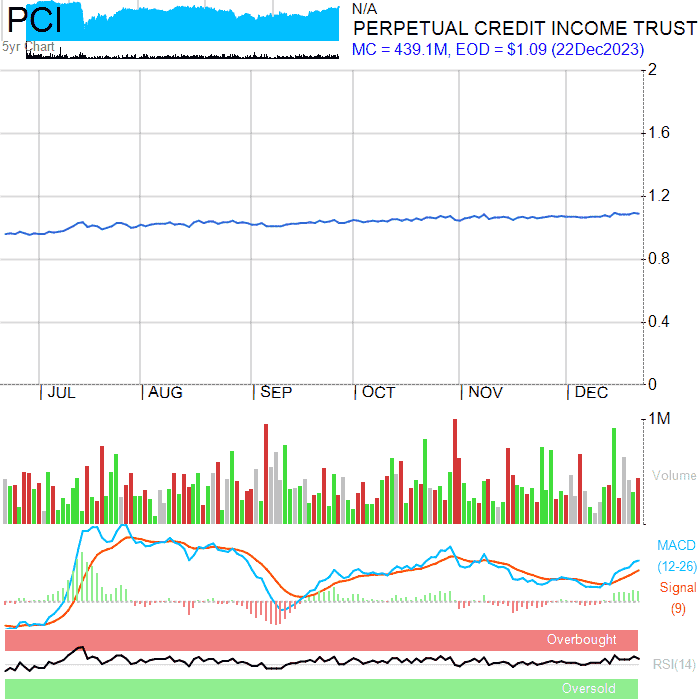 PCI
5yr Chart
N/A
PERPETUAL CREDIT INCOME TRUST
MC = 439.1M, EOD = $1.09 (22Dec2023)
2
1.6
1.2
0.8
0.4
0
JUL AUG SEP OCT NOV DEC
1M
Volume
MACD
(12-26)
Signal
(9)
Overbought
RSI(14)
Oversold